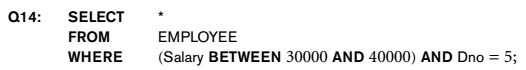 Q14: SELECT *
FROM EMPLOYEE
WHERE (Salary BETWEEN 30000 AND 40000) AND Dno = 5;